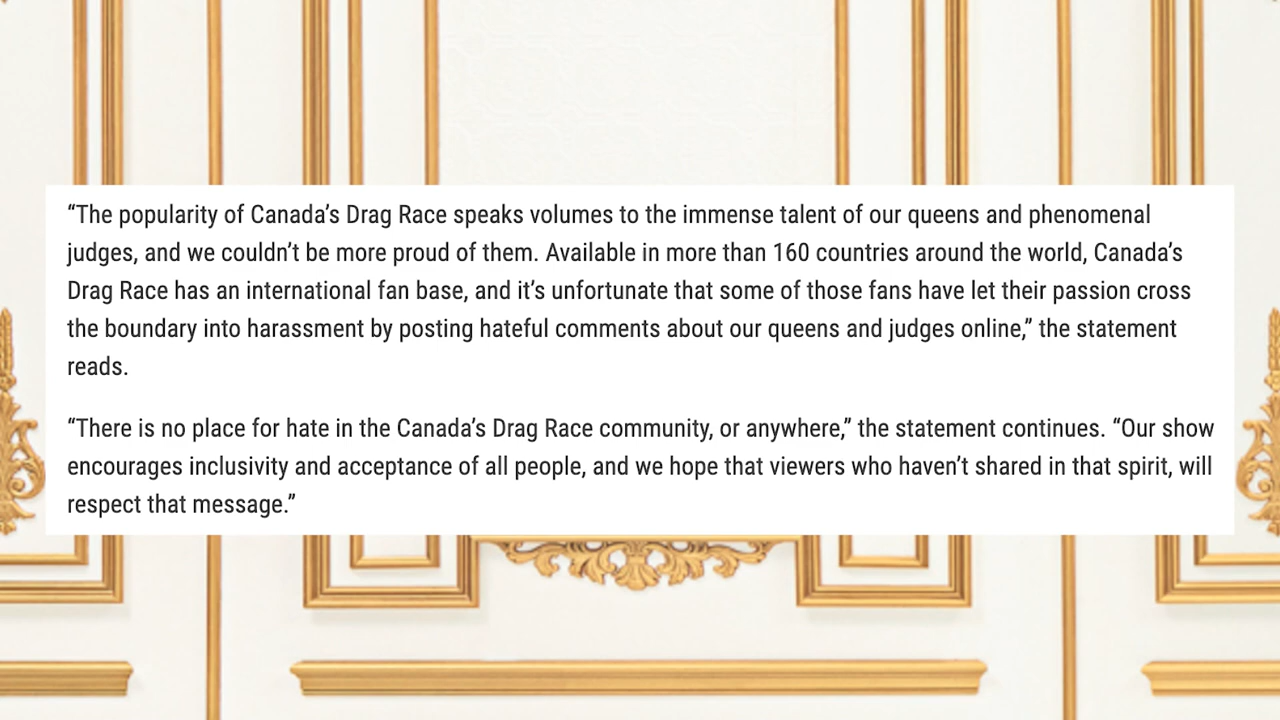 “The popularity of Canada’s Drag Race speaks volumes to the immense talent of our queens and phenomenal
judges, and we couldn’t be more proud of them. Available in more than 160 countries around the world, Canada’s
Drag Race has an international fan base, and it’s unfortunate that some of those fans have let their passion cross
the boundary into harassment by posting hateful comments about our queens and judges online,” the statement
reads.
“There is no place for hate in the Canada’s Drag Race community, or anywhere,” the statement continues. “Our show
encourages inclusivity and acceptance of all people, and we hope that viewers who haven’t shared in that spirit, will
respect that message.”